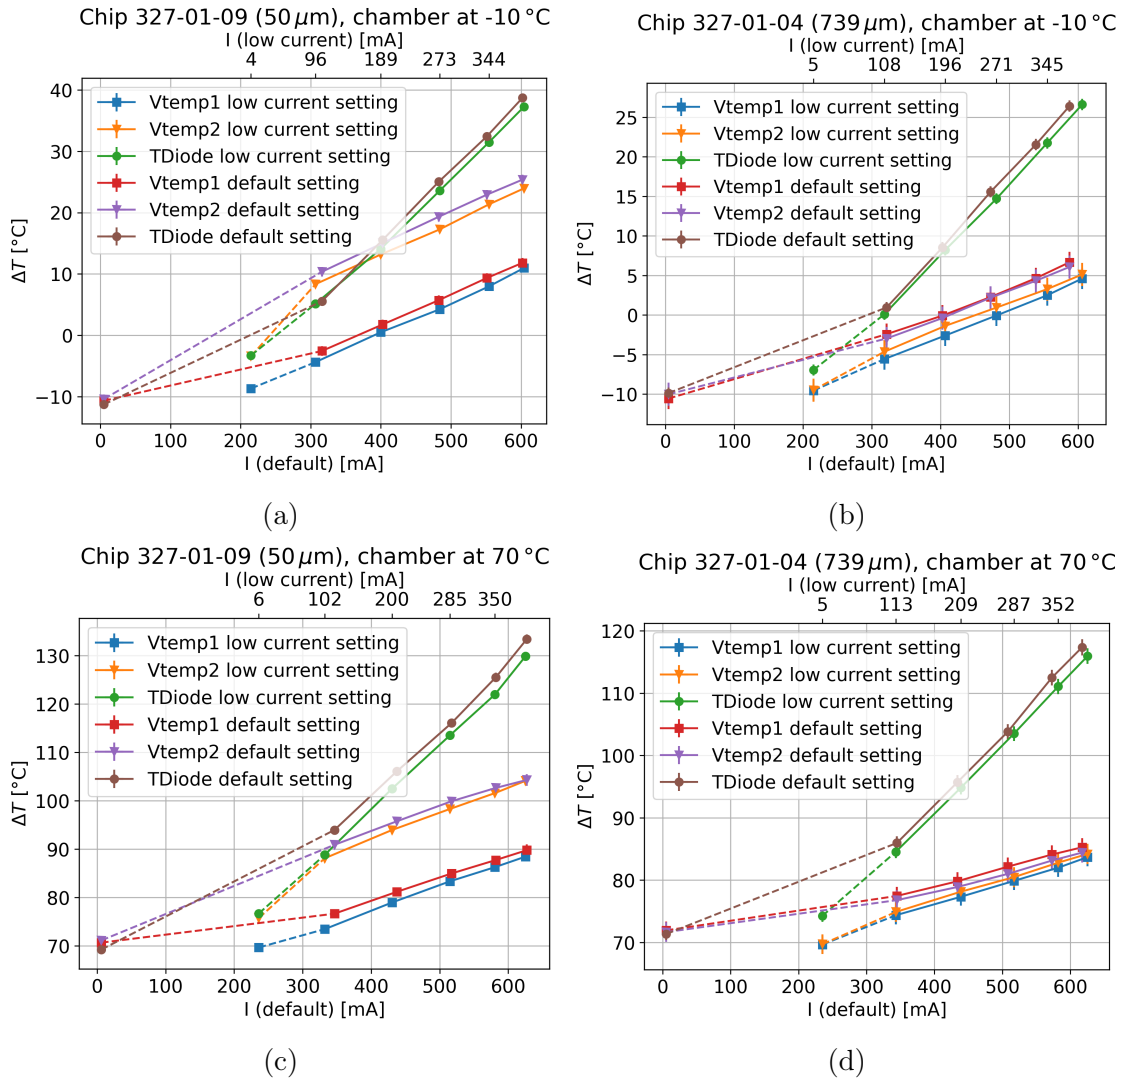 Chip 327-01-09 (50 μm), chamber at -10 °C
I (low current) [mA]
4 96 189 273 344
40
30
20
10
0
−10
ΔT [°C]
Vtemp1 low current setting
Vtemp2 low current setting
TDiode low current setting
Vtemp1 default setting
Vtemp2 default setting
TDiode default setting
0 100 200 300 400 500 600
I (default) [mA]
(a)
Chip 327-01-04 (739 μm), chamber at -10 °C
I (low current) [mA]
5 108 196 271 345
25
20
15
10
5
0
−5
−10
ΔT [°C]
Vtemp1 low current setting
Vtemp2 low current setting
TDiode low current setting
Vtemp1 default setting
Vtemp2 default setting
TDiode default setting
0 100 200 300 400 500 600
I (default) [mA]
(b)
Chip 327-01-09 (50 μm), chamber at 70 °C
I (low current) [mA]
6 102 200 285 350
130
120
110
100
90
80
70
ΔT [°C]
Vtemp1 low current setting
Vtemp2 low current setting
TDiode low current setting
Vtemp1 default setting
Vtemp2 default setting
TDiode default setting
0 100 200 300 400 500 600
I (default) [mA]
(c)
Chip 327-01-04 (739 μm), chamber at 70 °C
I (low current) [mA]
5 113 209 287 352
120
110
100
90
80
70
ΔT [°C]
Vtemp1 low current setting
Vtemp2 low current setting
TDiode low current setting
Vtemp1 default setting
Vtemp2 default setting
TDiode default setting
0 100 200 300 400 500 600
I (default) [mA]
(d)